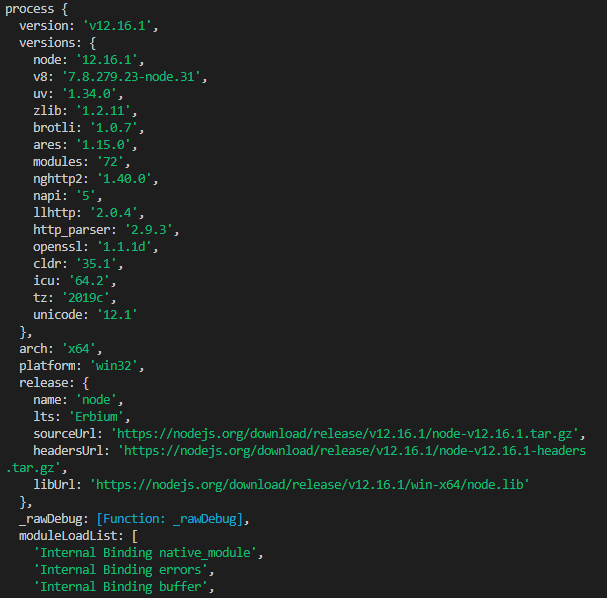 process {
  version: 'v12.16.1',
  versions: {
    node: '12.16.1',
    v8: '7.8.279.23-node.31',
    uv: '1.34.0',
    zlib: '1.2.11',
    brotli: '1.0.7',
    ares: '1.15.0',
    modules: '72',
    nghttp2: '1.40.0',
    napi: '5',
    llhttp: '2.0.4',
    http_parser: '2.9.3',
    openssl: '1.1.1d',
    cldr: '35.1',
    icu: '64.2',
    tz: '2019c',
    unicode: '12.1'
  },
  arch: 'x64',
  platform: 'win32',
  release: {
    name: 'node',
    lts: 'Erbium',
    sourceUrl: 'https://nodejs.org/download/release/v12.16.1/node-v12.16.1.tar.gz',
    headersUrl: 'https://nodejs.org/download/release/v12.16.1/node-v12.16.1-headers
.tar.gz',
    libUrl: 'https://nodejs.org/download/release/v12.16.1/win-x64/node.lib'
  },
  _rawDebug: [Function: _rawDebug],
  moduleLoadList: [
    'Internal Binding native_module',
    'Internal Binding errors',
    'Internal Binding buffer',